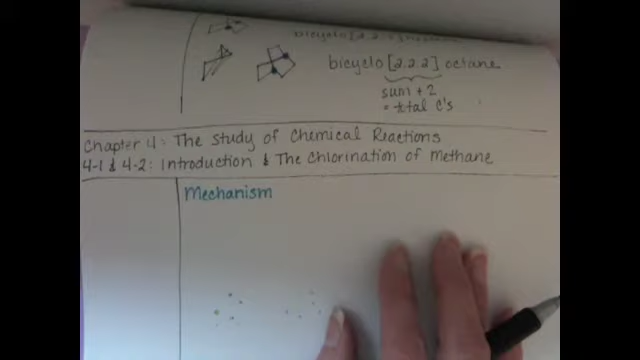 bicyclo [2.2.2] octane
sum + 2
= total C's
Chapter 4: The Study of Chemical Reactions
4-1 & 4-2: Introduction & The Chlorination of Methane
Mechanism